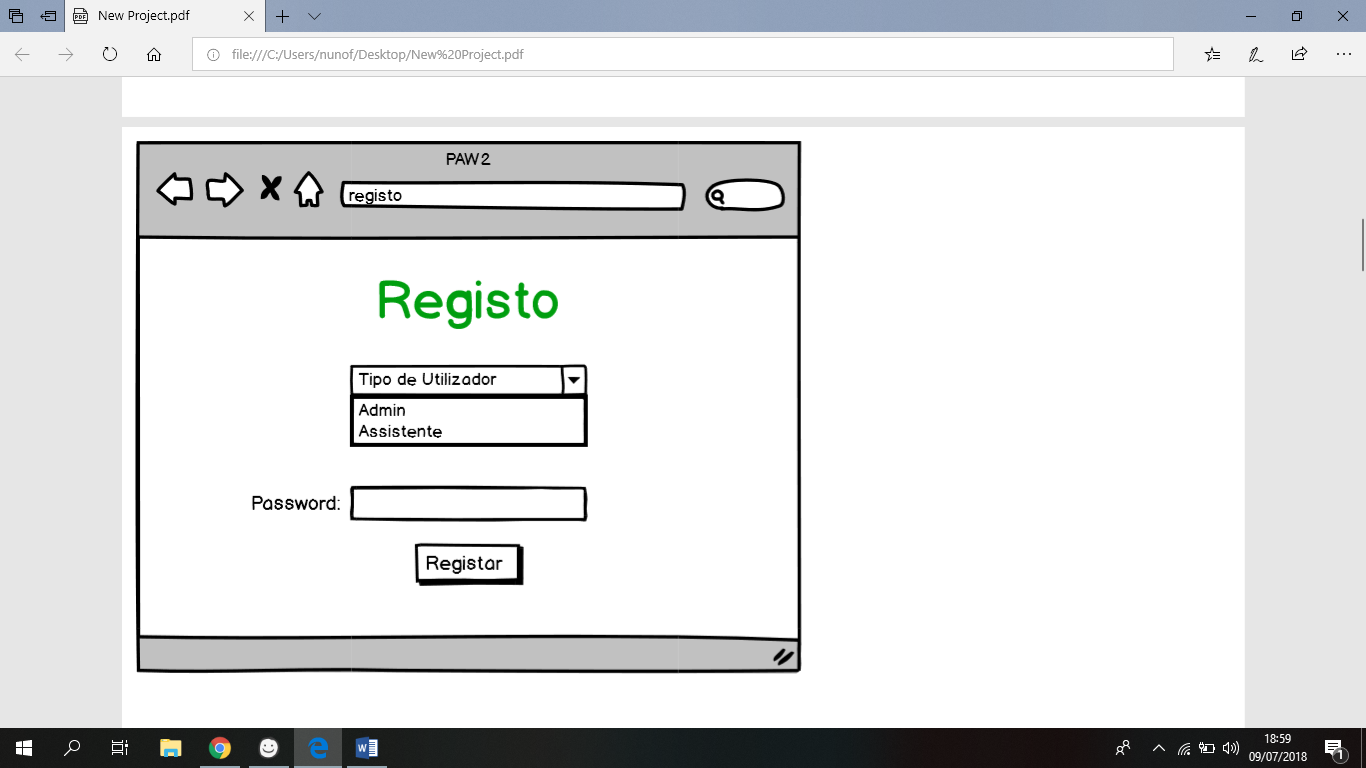 New Project.pdf
file:///C:/Users/nunof/Desktop/New%20Project.pdf
PAW2
registo
Registo
Tipo de Utilizador
Admin
Assistente
Password:
Registar
18:59
09/07/2018
1